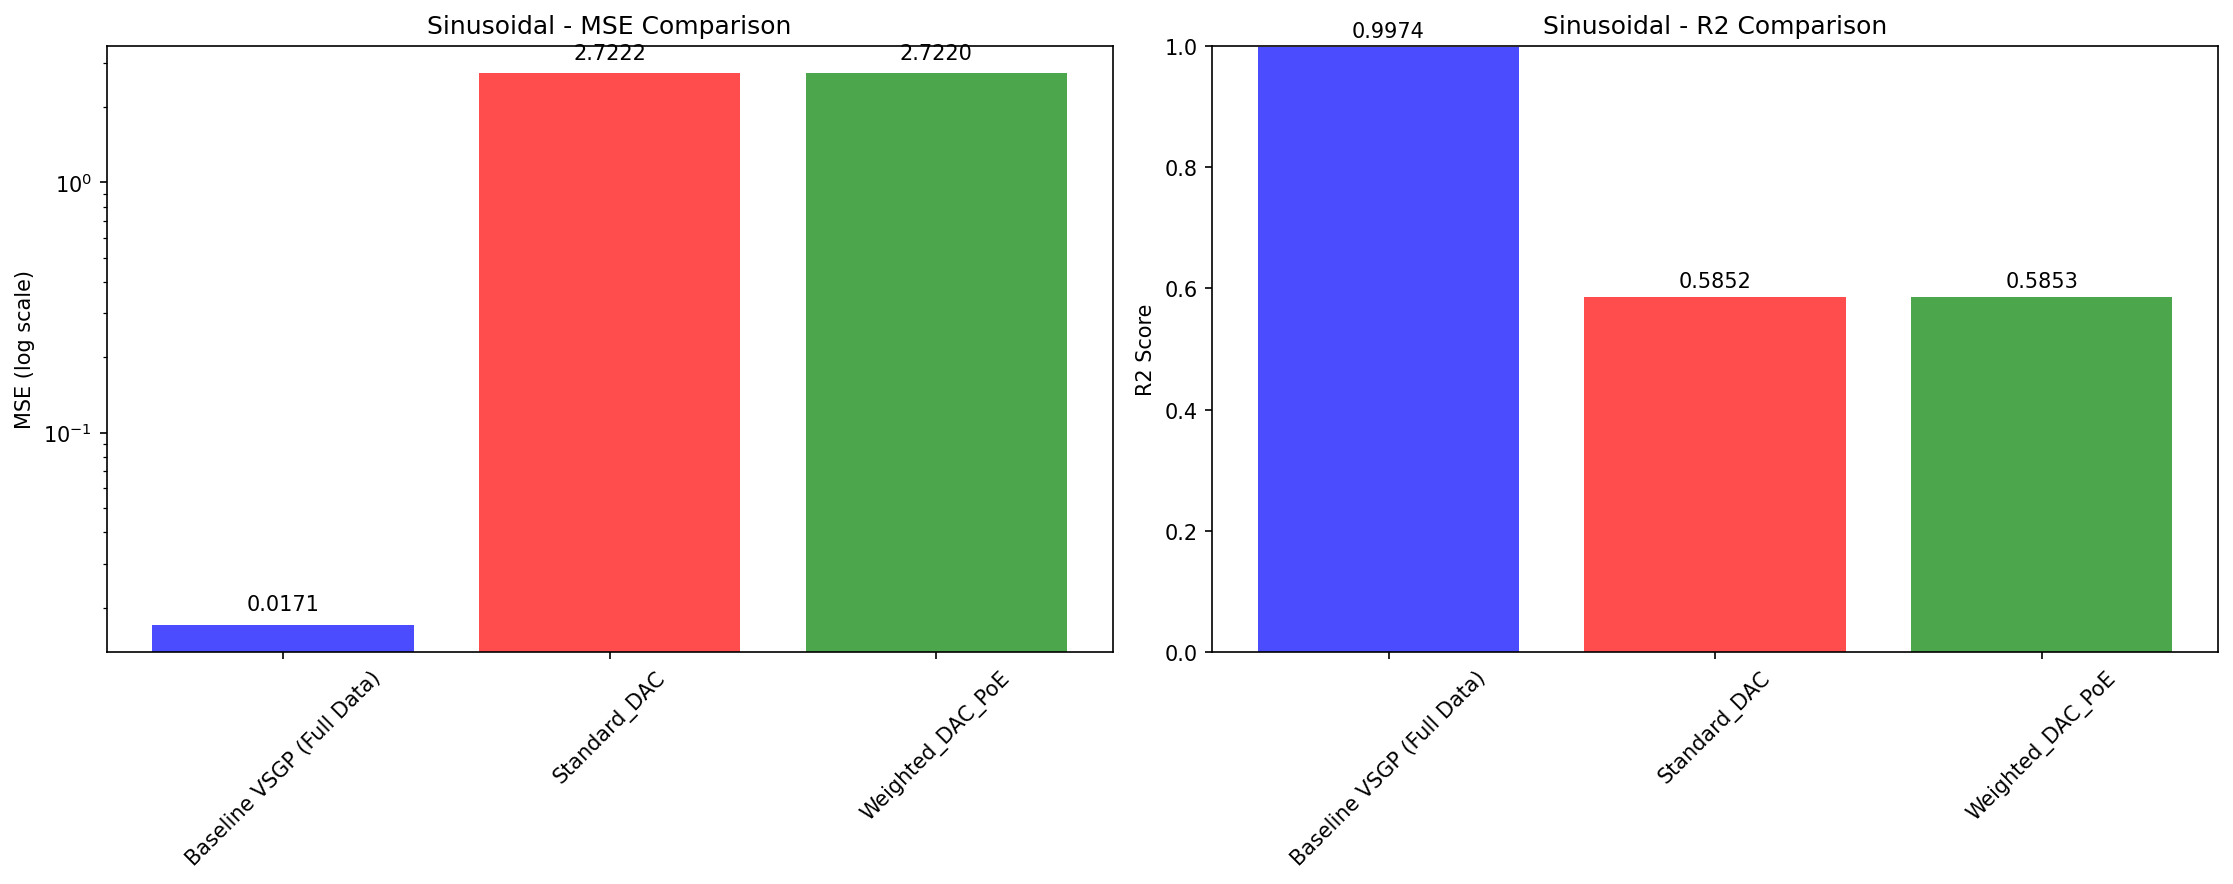 Sinusoidal - MSE Comparison
2.7222
2.7220
10⁰
MSE (log scale)
10⁻¹
0.0171
Baseline VSGP (Full Data)
Standard_DAC
Weighted_DAC_PoE
Sinusoidal - R2 Comparison
0.9974
1.0
0.8
0.6
0.5852
0.5853
R2 Score
0.4
0.2
0.0
Baseline VSGP (Full Data)
Standard_DAC
Weighted_DAC_PoE